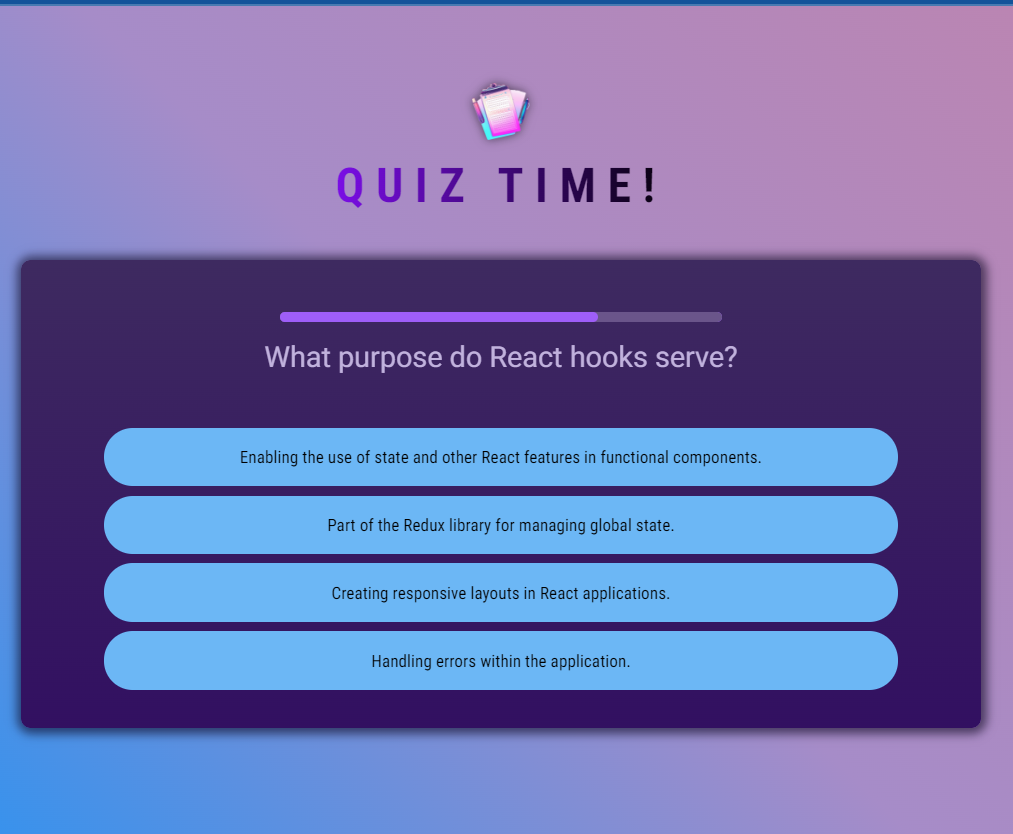 QUIZ TIME!
What purpose do React hooks serve?
Enabling the use of state and other React features in functional components.
Part of the Redux library for managing global state.
Creating responsive layouts in React applications.
Handling errors within the application.